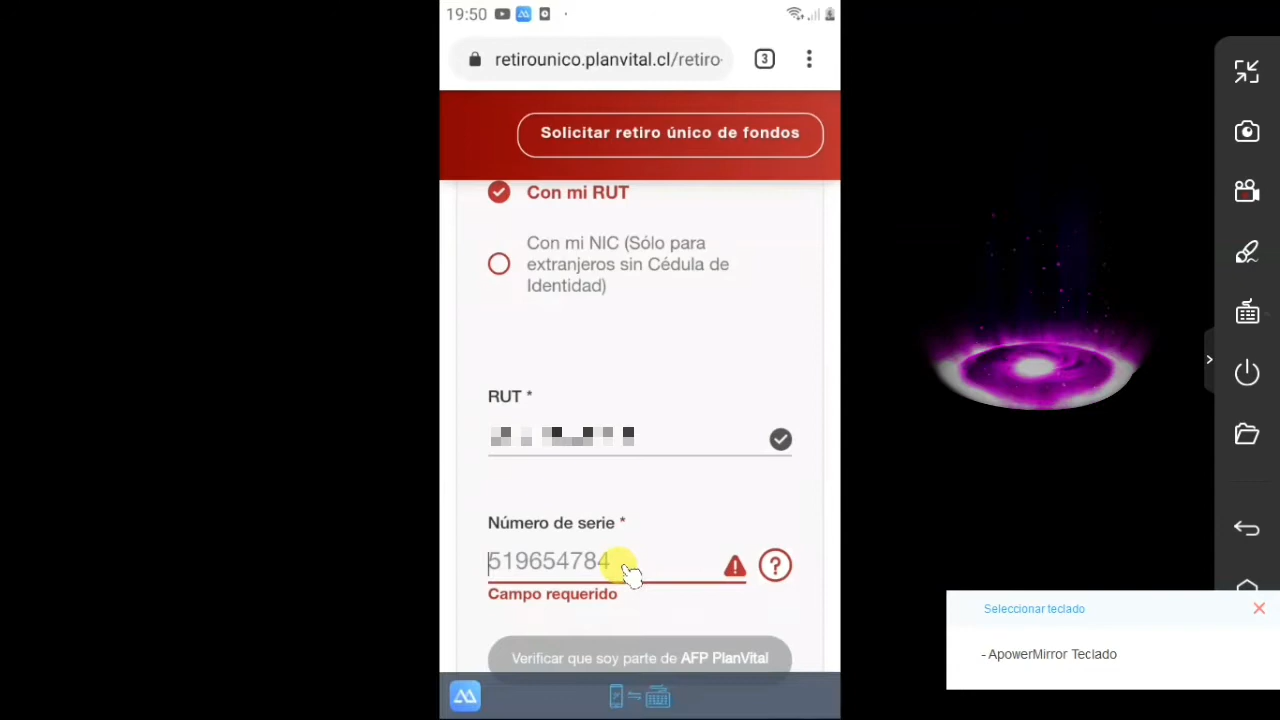 19:50
retirounico.planvital.cl/retiro-
3
Solicitar retiro único de fondos
Con mi RUT
Con mi NIC (Sólo para
extranjeros sin Cédula de
Identidad)
RUT *
Número de serie *
519654784
Campo requerido
Verificar que soy parte de AFP PlanVital
Seleccionar teclado
- ApowerMirror Teclado